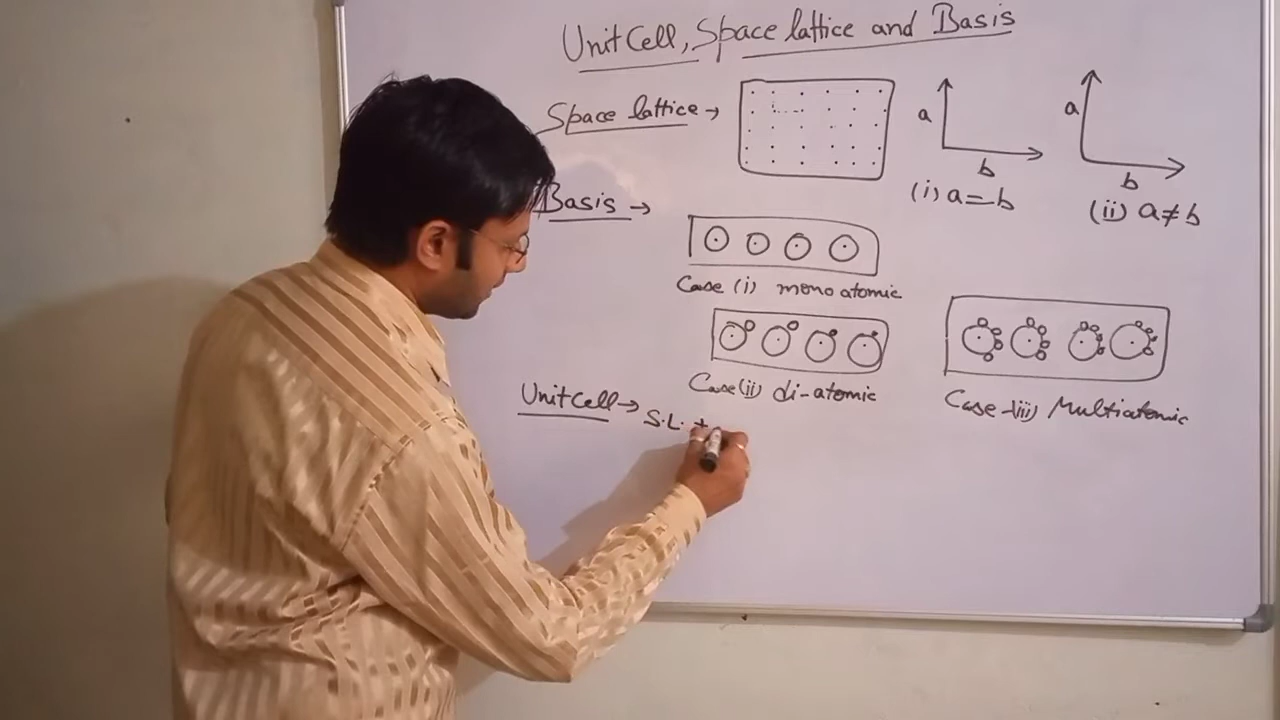 Unit Cell, Space lattice and Basis
Space lattice →
a
b
(i) a=b
a
b
(ii) a≠b
Basis →
Case (i) mono atomic
Case (ii) di-atomic
Case-(iii) Multiatomic
Unit Cell → S.L. +